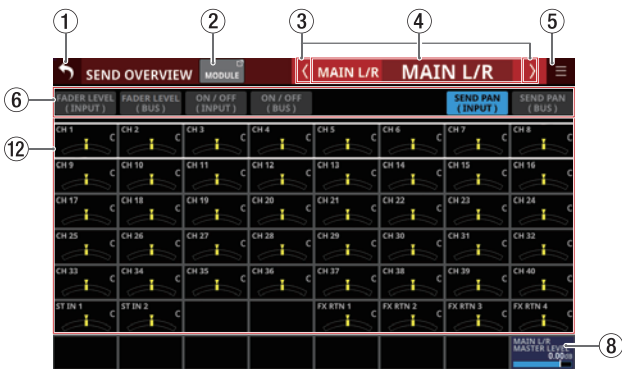 ① ② ③ ④ ⑤
SEND OVERVIEW MODULE MAIN L/R MAIN L/R
⑥
FADER LEVEL (INPUT) FADER LEVEL (BUS) ON / OFF (INPUT) ON / OFF (BUS) SEND PAN (INPUT) SEND PAN (BUS)
⑫
CH 1 C CH 2 C CH 3 C CH 4 C CH 5 C CH 6 C CH 7 C CH 8 C
CH 9 C CH 10 C CH 11 C CH 12 C CH 13 C CH 14 C CH 15 C CH 16 C
CH 17 C CH 18 C CH 19 C CH 20 C CH 21 C CH 22 C CH 23 C CH 24 C
CH 25 C CH 26 C CH 27 C CH 28 C CH 29 C CH 30 C CH 31 C CH 32 C
CH 33 C CH 34 C CH 35 C CH 36 C CH 37 C CH 38 C CH 39 C CH 40 C
ST IN 1 C ST IN 2 C FX RTN 1 C FX RTN 2 C FX RTN 3 C FX RTN 4 C
MAIN L/R
MASTER LEVEL
0.00dB
⑧